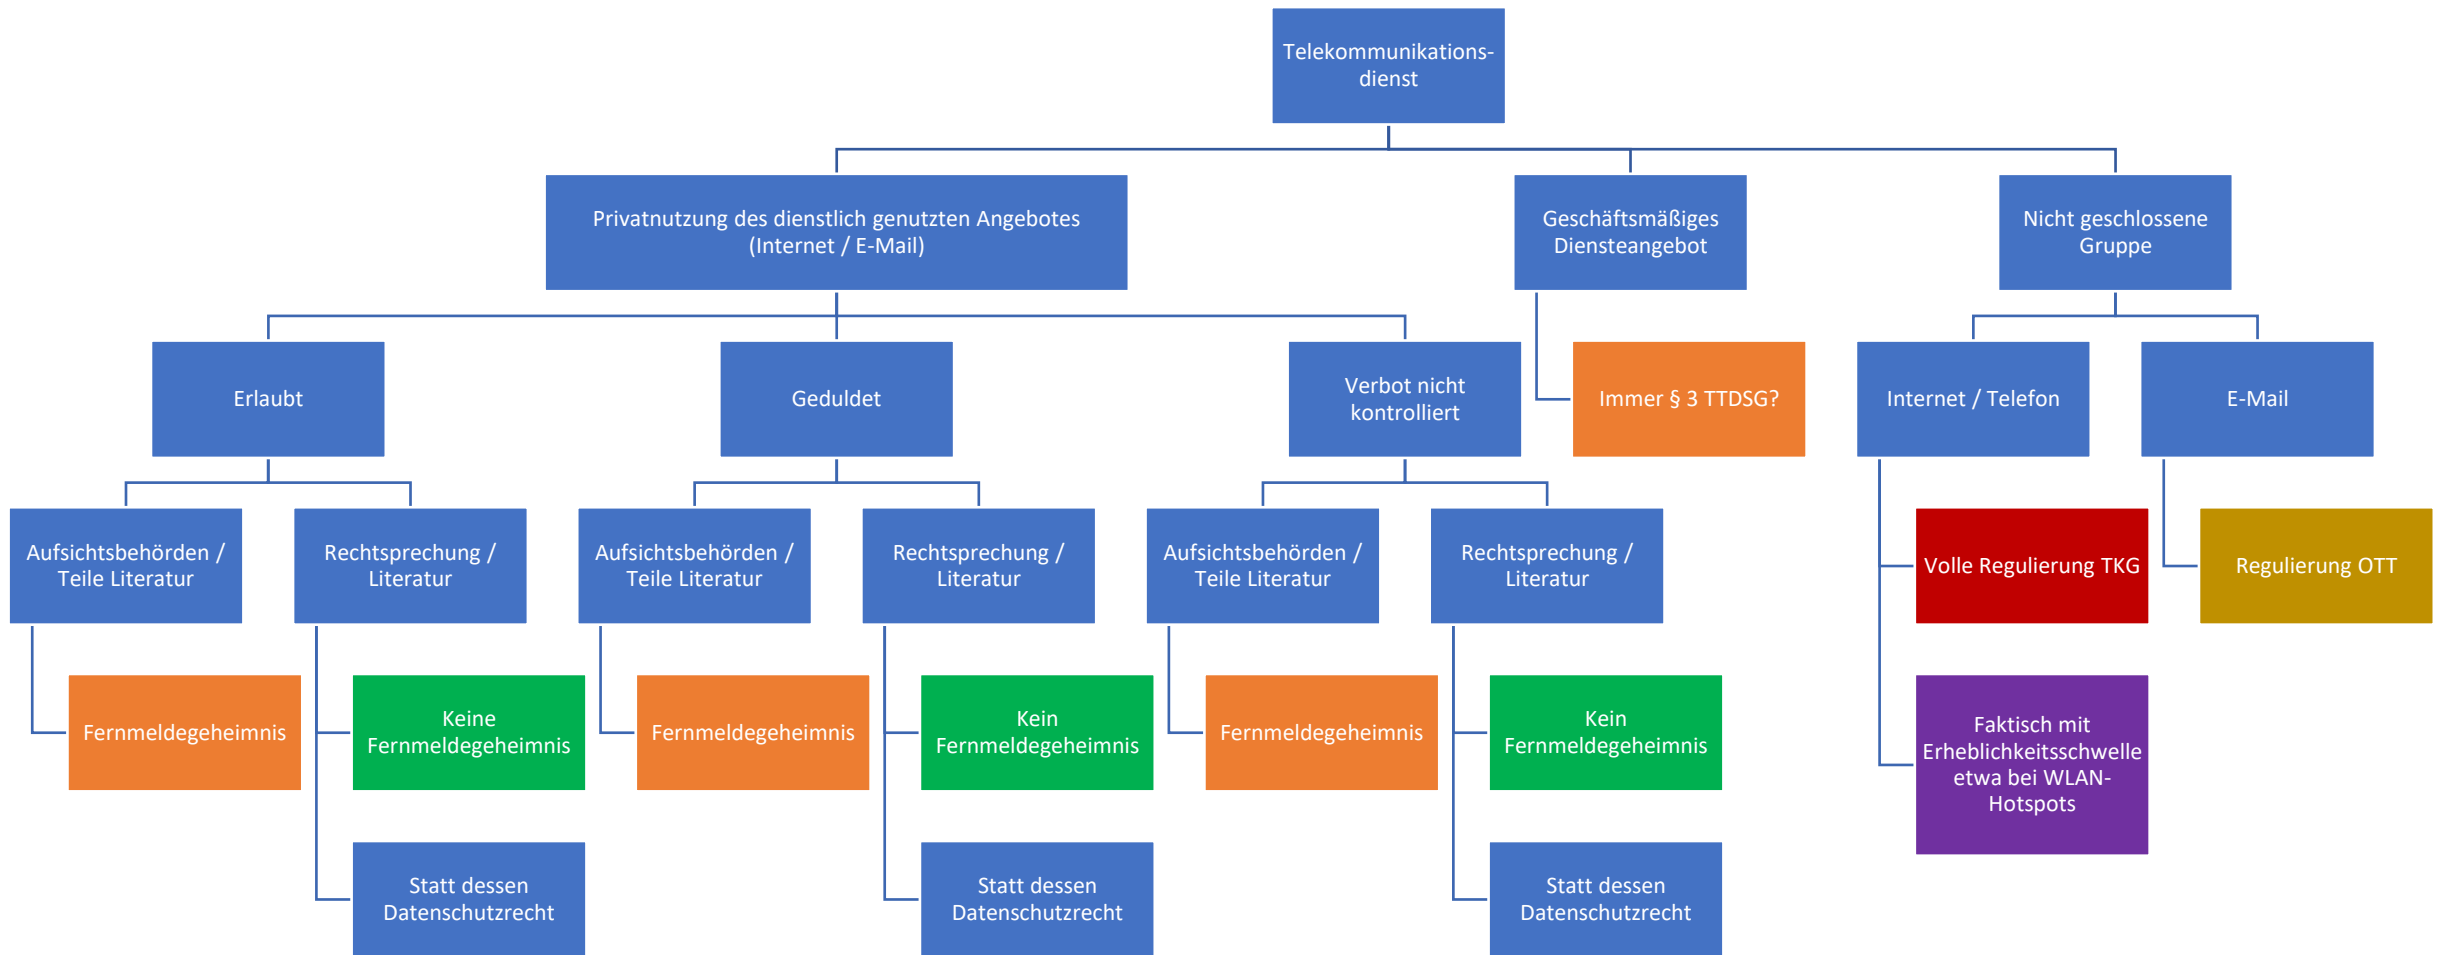 Telekommunikations-
dienst
Privatnutzung des dienstlich genutzten Angebotes
(Internet / E-Mail)
Geschäftsmäßiges
Diensteangebot
Nicht geschlossene
Gruppe
Erlaubt
Geduldet
Verbot nicht
kontrolliert
Immer § 3 TTDSG?
Internet / Telefon
E-Mail
Aufsichtsbehörden /
Teile Literatur
Rechtsprechung /
Literatur
Aufsichtsbehörden /
Teile Literatur
Rechtsprechung /
Literatur
Aufsichtsbehörden /
Teile Literatur
Rechtsprechung /
Literatur
Volle Regulierung TKG
Regulierung OTT
Fernmeldegeheimnis
Keine
Fernmeldegeheimnis
Fernmeldegeheimnis
Kein
Fernmeldegeheimnis
Fernmeldegeheimnis
Kein
Fernmeldegeheimnis
Faktisch mit
Erheblichkeitsschwelle
etwa bei WLAN-
Hotspots
Statt dessen
Datenschutzrecht
Statt dessen
Datenschutzrecht
Statt dessen
Datenschutzrecht